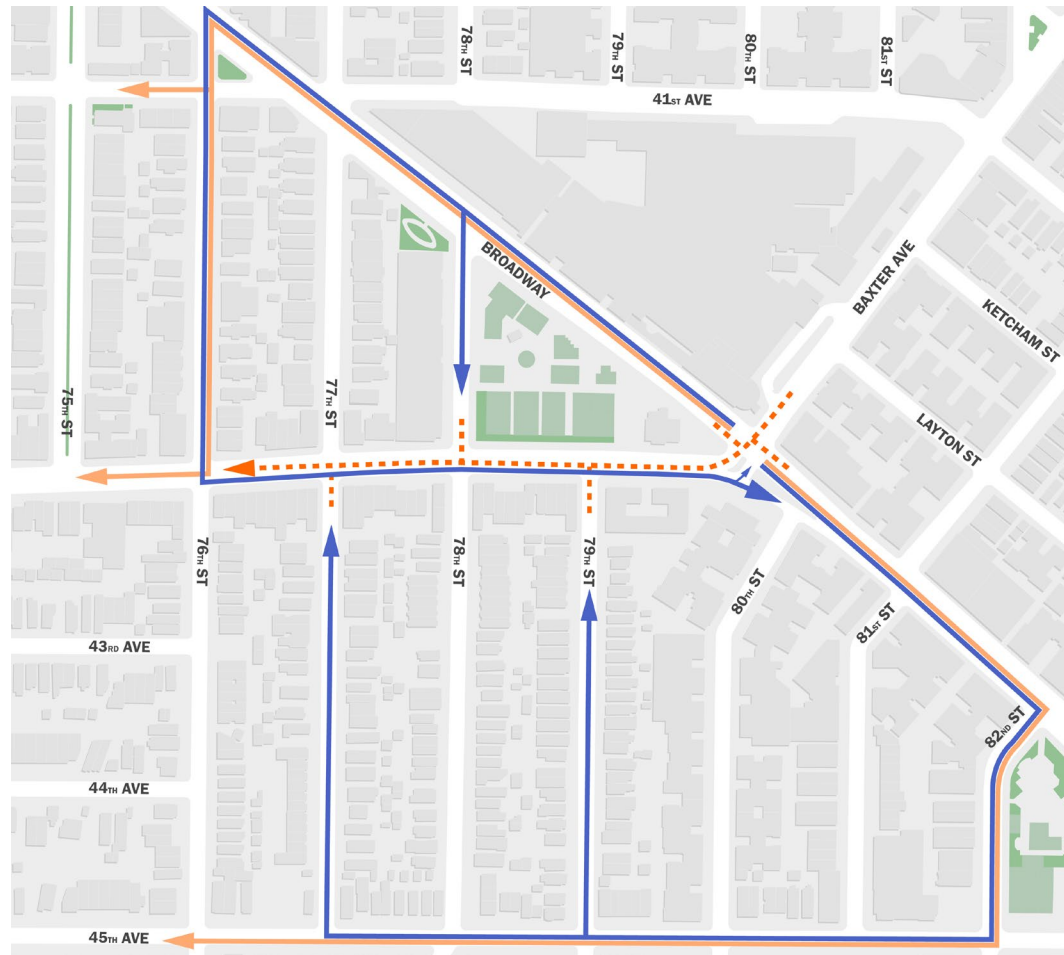 78TH ST
79TH ST
80TH ST
81ST ST
41ST AVE
BROADWAY
BAXTER AVE
KETCHAM ST
75TH ST
77TH ST
LAYTON ST
76TH ST
78TH ST
79TH ST
80TH ST
81ST ST
43RD AVE
82ND ST
44TH AVE
45TH AVE